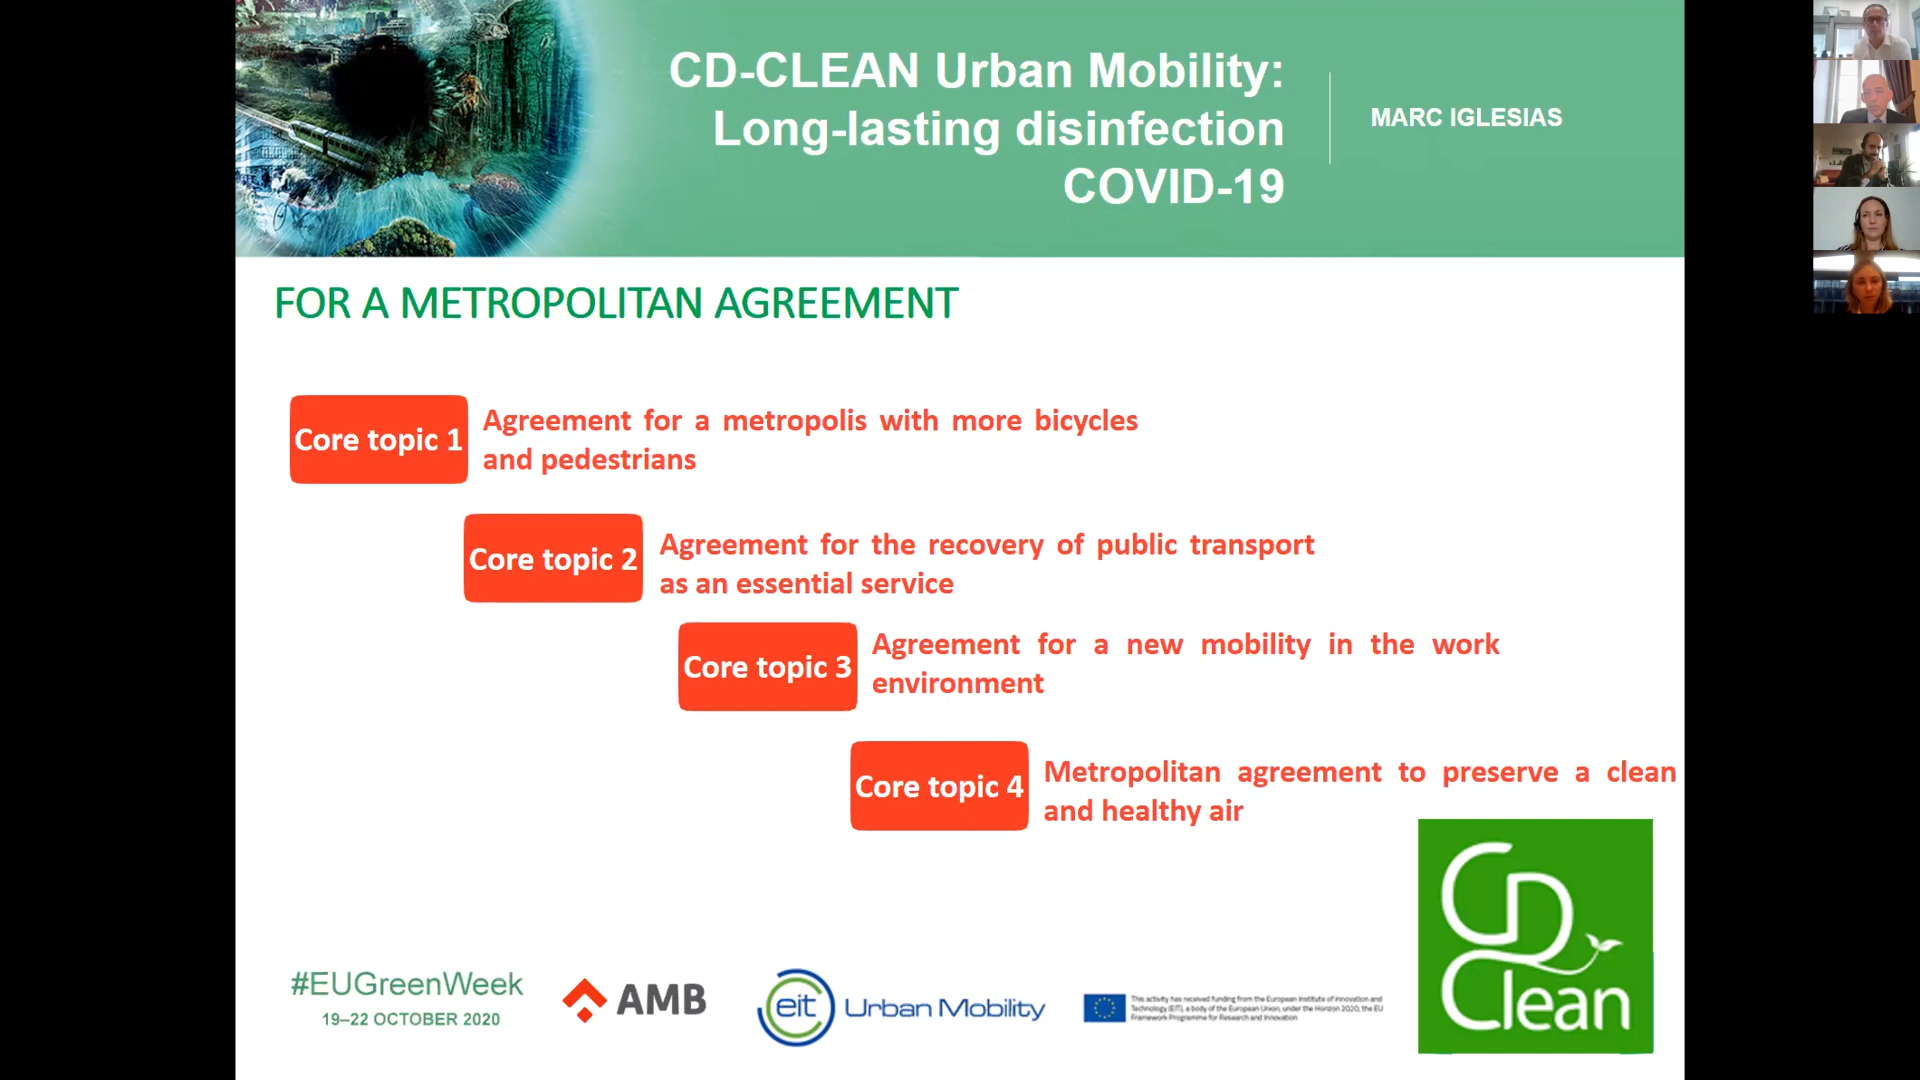 CD-CLEAN Urban Mobility:
Long-lasting disinfection
COVID-19
MARC IGLESIAS
FOR A METROPOLITAN AGREEMENT
Core topic 1
Agreement for a metropolis with more bicycles
and pedestrians
Core topic 2
Agreement for the recovery of public transport
as an essential service
Core topic 3
Agreement for a new mobility in the work
environment
Core topic 4
Metropolitan agreement to preserve a clean
and healthy air
#EUGreenWeek
19–22 OCTOBER 2020
AMB
eit Urban Mobility
This activity has received funding from the European Institute of Innovation and
Technology (EIT), a body of the European Union, under the Horizon 2020, the EU
Framework Programme for Research and Innovation
CD
Clean